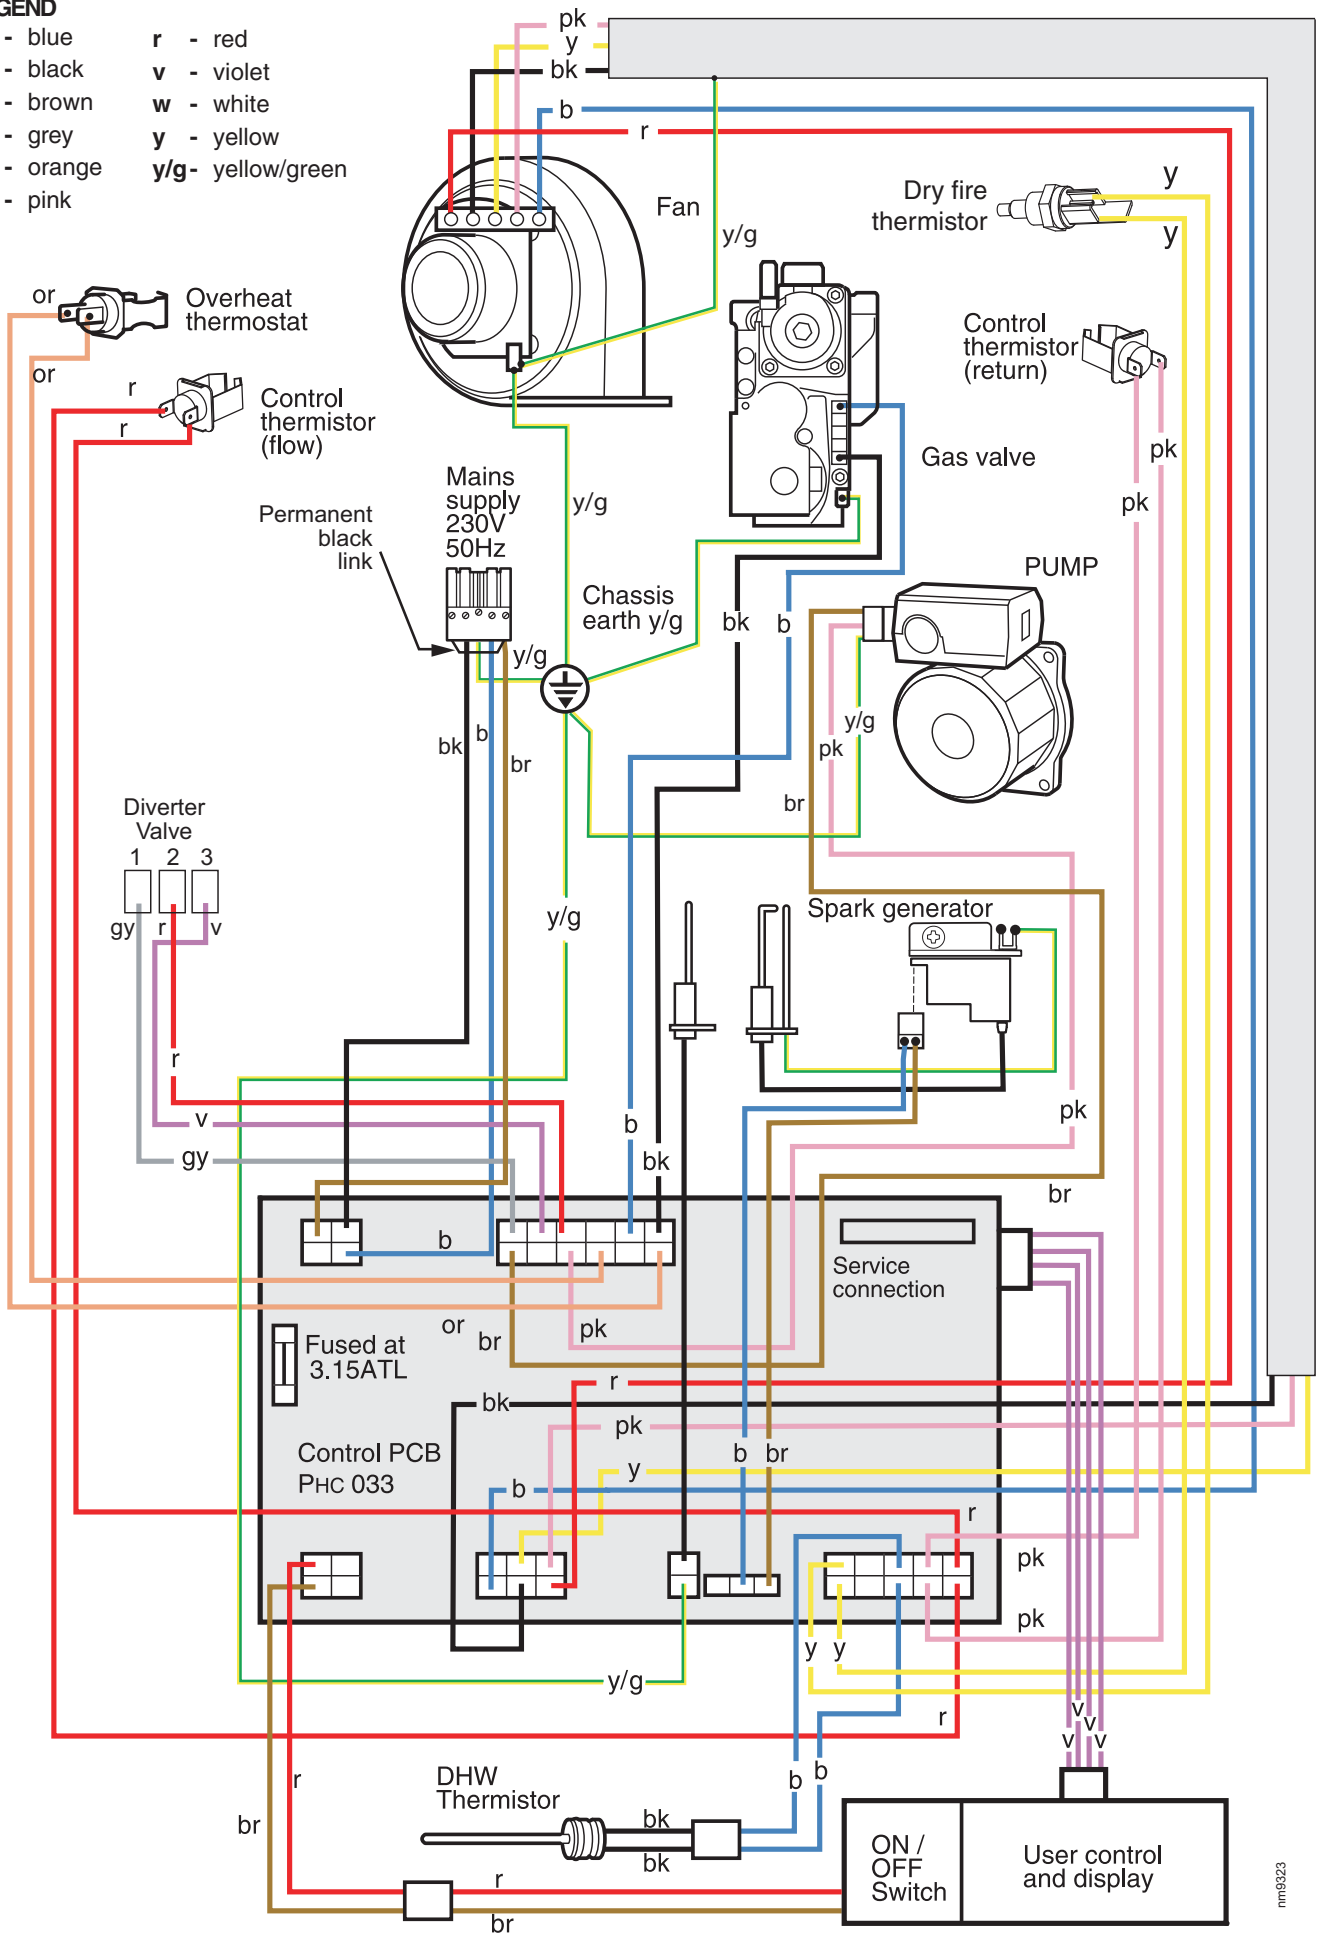 GEND
- blue
- black
- brown
- grey
- orange
- pink
r - red
v - violet
w - white
y - yellow
y/g - yellow/green
pk
y
bk
b
r
Fan
y/g
Dry fire
thermistor
y
y
or
Overheat
thermostat
or
r
r
Control
thermistor
(flow)
Control
thermistor
(return)
pk
pk
Gas valve
Mains
supply
230V
50Hz
Permanent
black
link
y/g
Chassis
earth y/g
bk
b
PUMP
y/g
bk
b
br
y/g
pk
br
Diverter
Valve
1 2 3
gy
r
v
y/g
Spark generator
r
v
gy
b
bk
pk
br
b
Service
connection
or
br
pk
Fused at
3.15ATL
r
bk
pk
y
b
b
br
Control PCB
PHC 033
r
pk
pk
y
y
y/g
r
v
v
v
v
r
br
DHW
Thermistor
bk
bk
b
b
ON /
OFF
Switch
User control
and display
r
br
nm9323